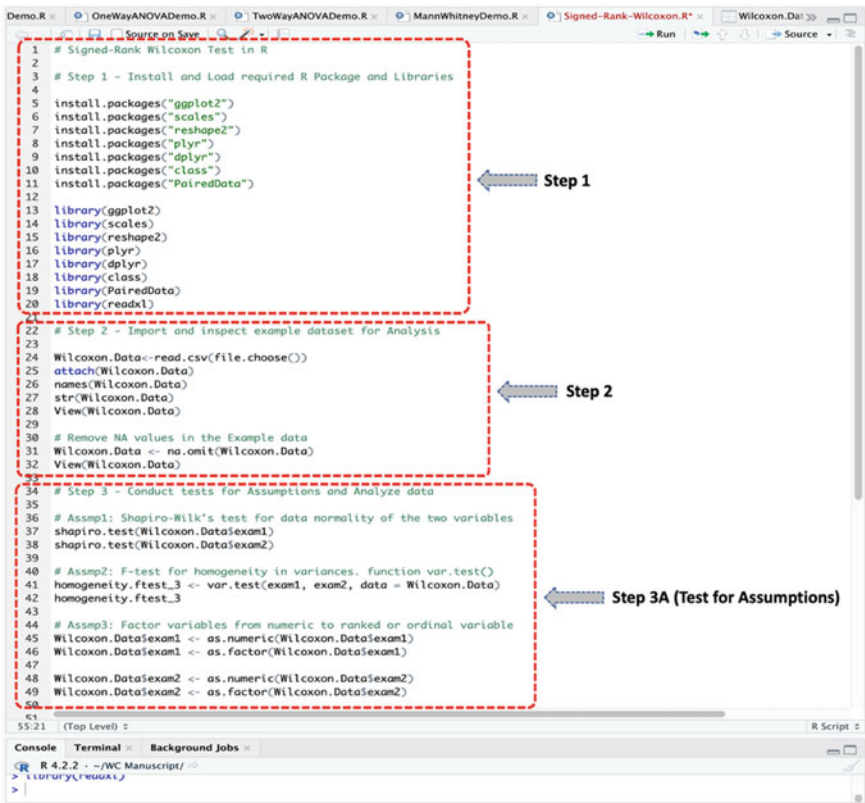 Demo.R × OneWayANOVADemo.R × TwoWayANOVADemo.R × MannWhitneyDemo.R × Signed-Rank-Wilcoxon.R* × Wilcoxon.Dat
Source on Save Run Source
1 # Signed-Rank Wilcoxon Test in R
2
3 # Step 1 - Install and Load required R Package and Libraries
4
5 install.packages("ggplot2")
6 install.packages("scales")
7 install.packages("reshape2")
8 install.packages("plyr")
9 install.packages("dplyr")
10 install.packages("class")
11 install.packages("PairedData")
Step 1
12
13 library(ggplot2)
14 library(scales)
15 library(reshape2)
16 library(plyr)
17 library(dplyr)
18 library(class)
19 library(PairedData)
20 library(readxl)
21
22 # Step 2 - Import and inspect example dataset for Analysis
23
24 Wilcoxon.Data<-read.csv(file.choose())
25 attach(Wilcoxon.Data)
26 names(Wilcoxon.Data)
27 str(Wilcoxon.Data)
Step 2
28 View(Wilcoxon.Data)
29
30 # Remove NA values in the Example data
31 Wilcoxon.Data <- na.omit(Wilcoxon.Data)
32 View(Wilcoxon.Data)
33
34 # Step 3 - Conduct tests for Assumptions and Analyze data
35
36 # Assmp1: Shapiro-Wilk's test for data normality of the two variables
37 shapiro.test(Wilcoxon.Data$exam1)
38 shapiro.test(Wilcoxon.Data$exam2)
39
40 # Assmp2: F-test for homogeneity in variances. function var.test()
41 homogeneity.ftest_3 <- var.test(exam1, exam2, data = Wilcoxon.Data)
42 homogeneity.ftest_3
Step 3A (Test for Assumptions)
43
44 # Assmp3: Factor variables from numeric to ranked or ordinal variable
45 Wilcoxon.Data$exam1 <- as.numeric(Wilcoxon.Data$exam1)
46 Wilcoxon.Data$exam1 <- as.factor(Wilcoxon.Data$exam1)
47
48 Wilcoxon.Data$exam2 <- as.numeric(Wilcoxon.Data$exam2)
49 Wilcoxon.Data$exam2 <- as.factor(Wilcoxon.Data$exam2)
50
51
55:21 (Top Level) R Script
Console Terminal × Background Jobs ×
R 4.2.2 · ~/WC Manuscript/
> library(readxl)
>